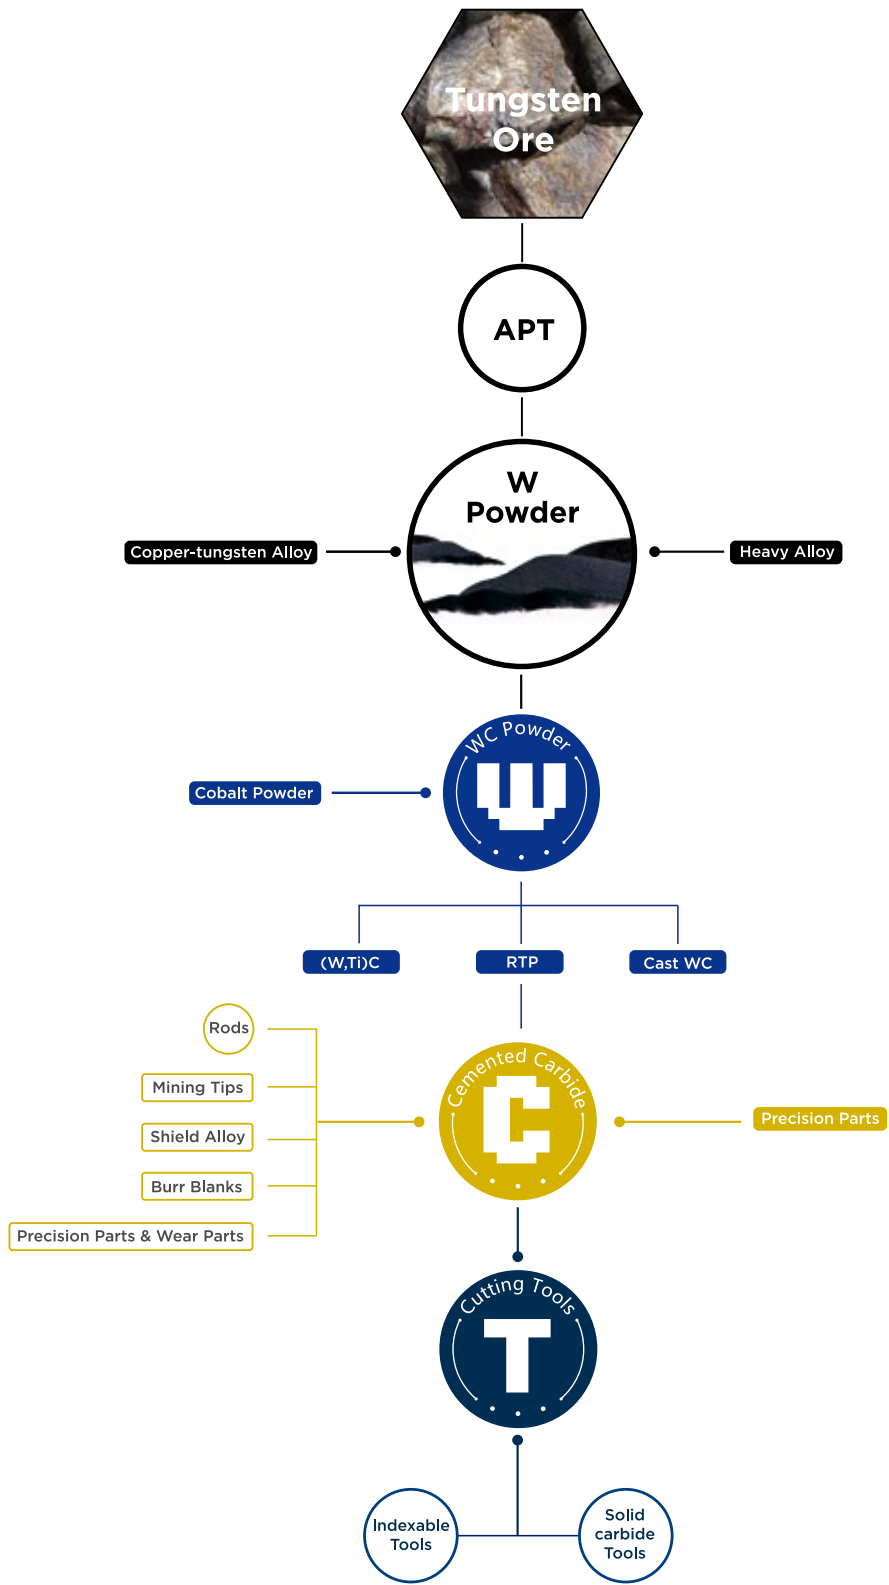 Tungsten
Ore
APT
W
Powder
Copper-tungsten Alloy
Heavy Alloy
WC Powder
W
Cobalt Powder
(W,Ti)C
RTP
Cast WC
Rods
Mining Tips
Shield Alloy
Burr Blanks
Precision Parts & Wear Parts
Cemented Carbide
C
Precision Parts
Cutting Tools
T
Indexable
Tools
Solid
carbide
Tools